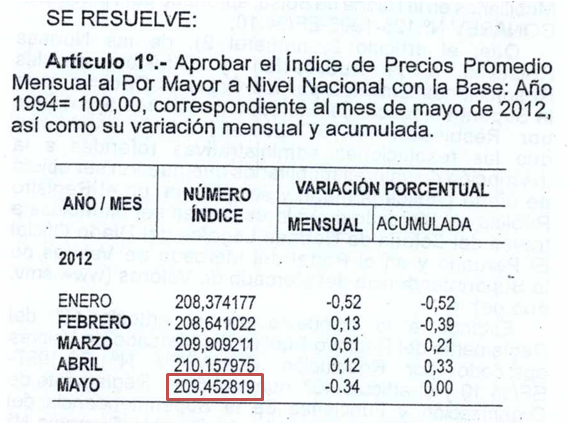 SE RESUELVE:
Artículo 1º.- Aprobar el Índice de Precios Promedio
Mensual al Por Mayor a Nivel Nacional con la Base: Año
1994= 100,00, correspondiente al mes de mayo de 2012,
así como su variación mensual y acumulada.
AÑO / MES NÚMERO ÍNDICE VARIACIÓN PORCENTUAL
MENSUAL ACUMULADA
2012
ENERO 208,374177 -0,52 -0,52
FEBRERO 208,641022 0,13 -0,39
MARZO 209,909211 0,61 0,21
ABRIL 210,157975 0,12 0,33
MAYO 209,452819 -0.34 0,00